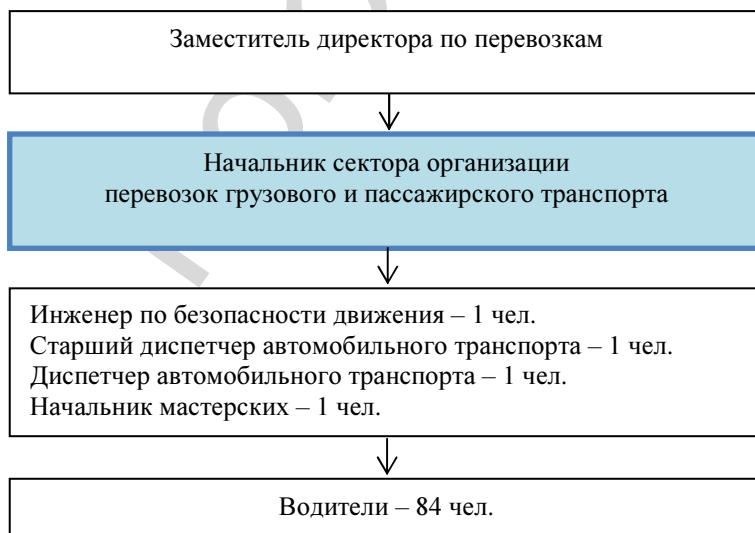 Заместитель директора по перевозкам
Начальник сектора организации
перевозок грузового и пассажирского транспорта
Инженер по безопасности движения – 1 чел.
Старший диспетчер автомобильного транспорта – 1 чел.
Диспетчер автомобильного транспорта – 1 чел.
Начальник мастерских – 1 чел.
Водители – 84 чел.